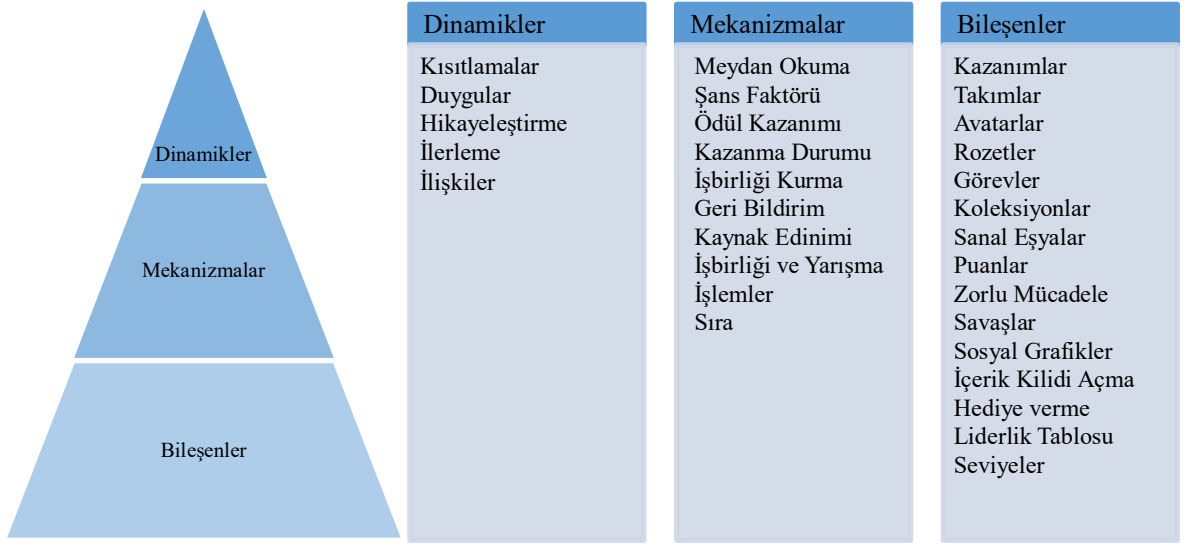 Dinamikler
Mekanizmalar
Bileşenler
Dinamikler
Kısıtlamalar
Duygular
Hikayeleştirme
İlerleme
İlişkiler
Mekanizmalar
Meydan Okuma
Şans Faktörü
Ödül Kazanımı
Kazanma Durumu
İşbirliği Kurma
Geri Bildirim
Kaynak Edinimi
İşbirliği ve Yarışma
İşlemler
Sıra
Bileşenler
Kazanımlar
Takımlar
Avatarlar
Rozetler
Görevler
Koleksiyonlar
Sanal Eşyalar
Puanlar
Zorlu Mücadele
Savaşlar
Sosyal Grafikler
İçerik Kilidi Açma
Hediye verme
Liderlik Tablosu
Seviyeler